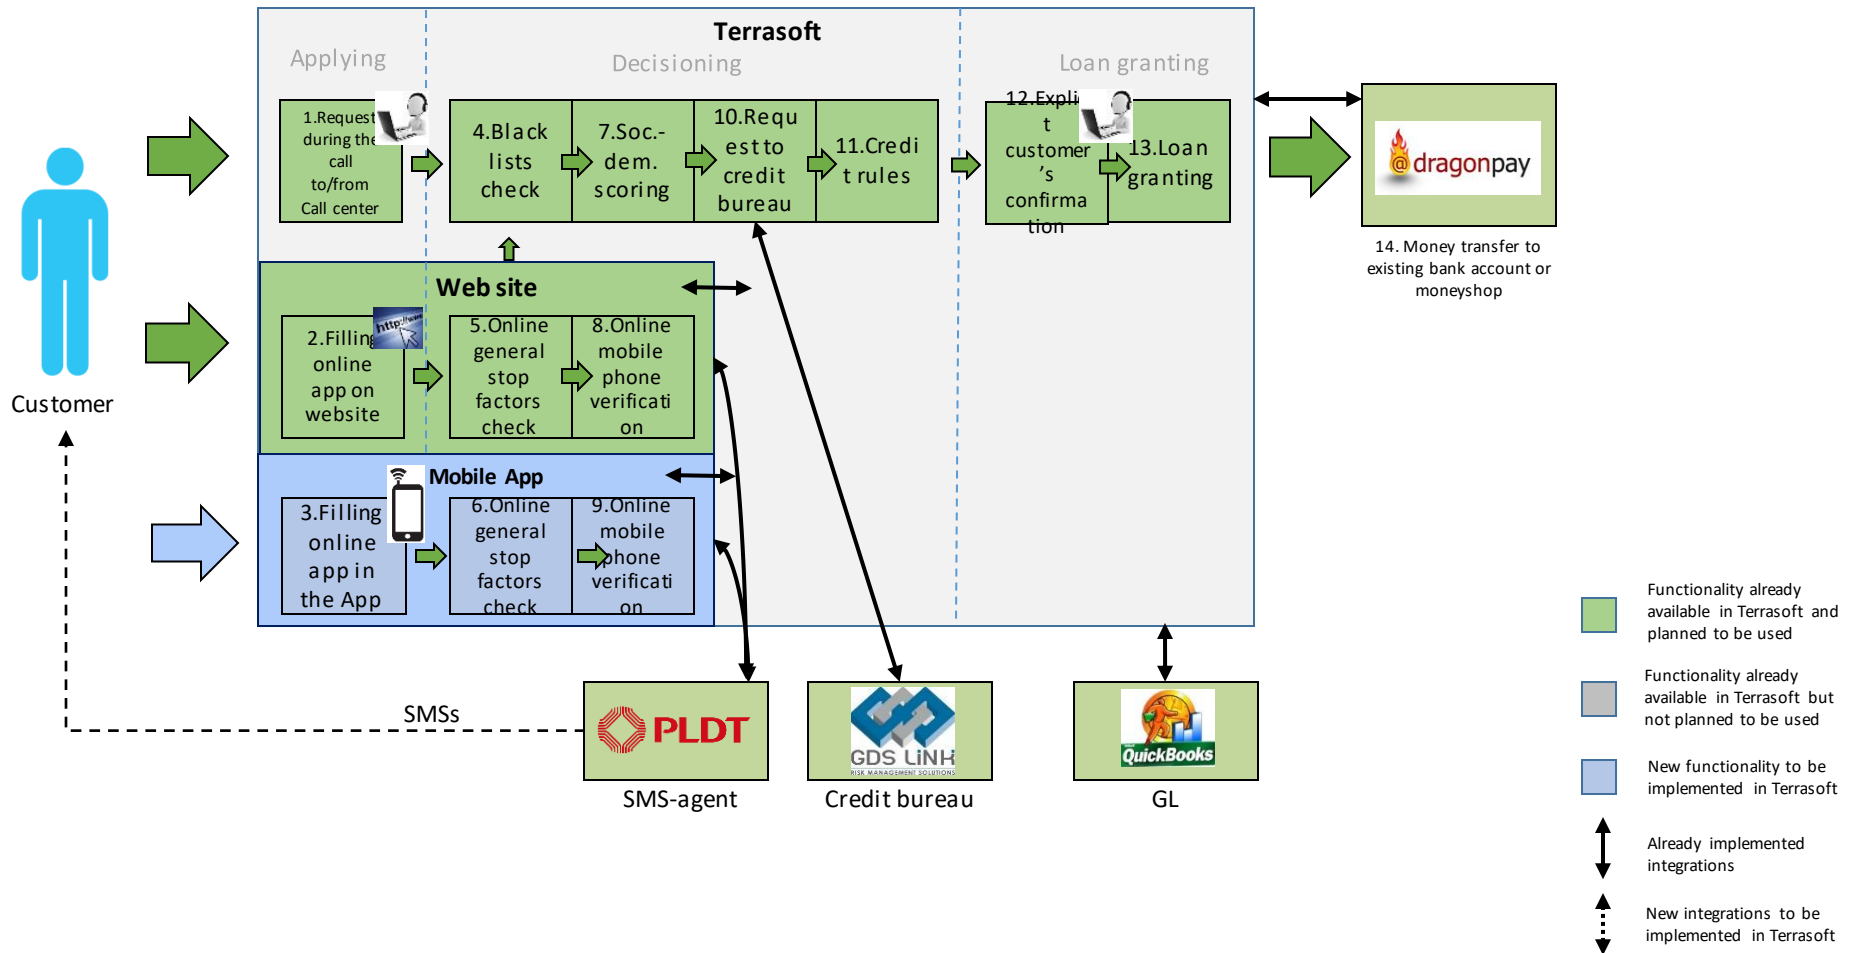 Terrasoft
Applying
Decisioning
Loan granting
1.Request
during the
call
to/from
Call center
4.Black
lists
check
7.Soc.-
dem.
scoring
10.Requ
est to
credit
bureau
11.Credi
t rules
12.Explici
t
customer
's
confirma
tion
13.Loan
granting
@dragonpay
14. Money transfer to
existing bank account or
moneyshop
Web site
2.Filling
online
app on
website
http://www
5.Online
general
stop
factors
check
8.Online
mobile
phone
verificati
on
Customer
Mobile App
3.Filling
online
app in
the App
6.Online
general
stop
factors
check
9.Online
mobile
phone
verificati
on
SMSs
PLDT
SMS-agent
GDS LiNK
RISK MANAGEMENT SOLUTIONS
Credit bureau
QuickBooks
GL
Functionality already
available in Terrasoft and
planned to be used
Functionality already
available in Terrasoft but
not planned to be used
New functionality to be
implemented in Terrasoft
Already implemented
integrations
New integrations to be
implemented in Terrasoft